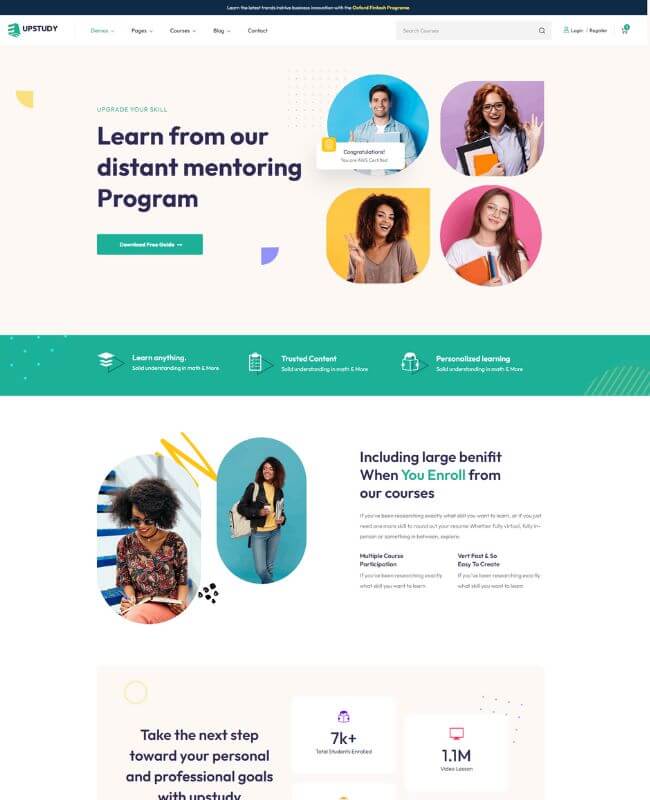 Learn the latest trends instrive business innovation with the Oxford Fintech Programe
UPSTUDY
Demos
Pages
Courses
Blog
Contact
Search Courses
Login / Register
UPGRADE YOUR SKILL
Learn from our
distant mentoring
Program
Download Free Guide
Congratulations!
You are AWS Certified
Learn anything.
Solid understanding in math & More
Trusted Content
Solid understanding in math & More
Personalized learning
Solid understanding in math & More
Including large benifit
When You Enroll from
our courses
If you've been researching exactly what skill you want to learn, or if you just
need one more skill to round out your resume Whether fully virtual, fully in-
person or something in between, explore
Multiple Course
Participation
If you've been researching exactly
what skill you want to learn
Vert Fast & So
Easy To Create
If you've been researching exactly
what skill you want to learn
Take the next step
toward your personal
and professional goals
with upstudy
7k+
Total Students Enrolled
1.1M
Video Lesson